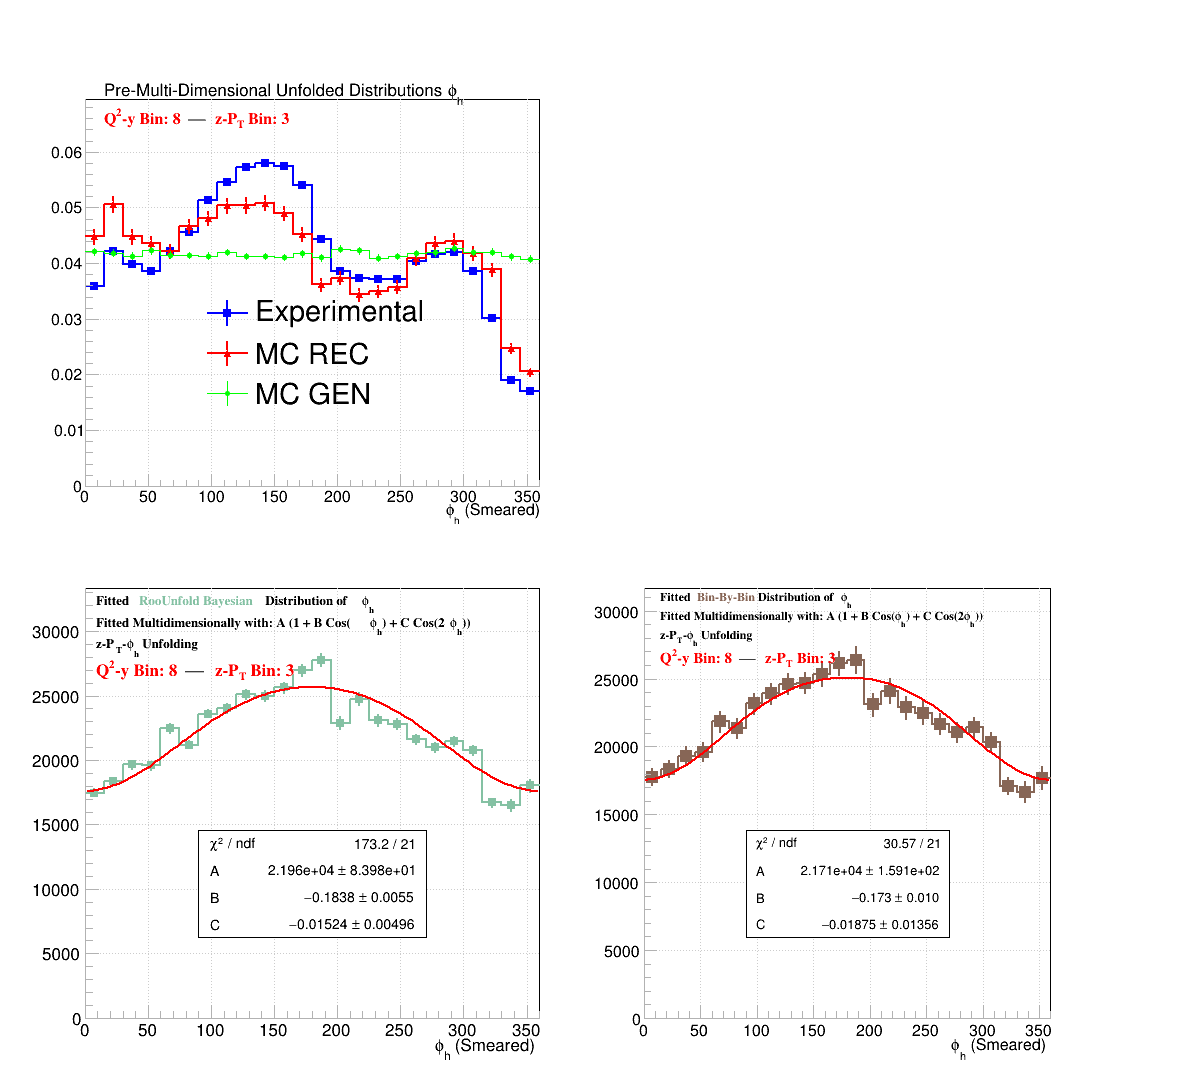 Pre-Multi-Dimensional Unfolded Distributions ϕh
Q2-y Bin: 8 — z-PT Bin: 3
0.06
0.05
0.04
0.03
0.02
0.01
0
Experimental
MC REC
MC GEN
0 50 100 150 200 250 300 350
ϕh (Smeared)
Fitted RooUnfold Bayesian Distribution of ϕh
Fitted Multidimensionally with: A (1 + B Cos( ϕh) + C Cos(2 ϕh))
z-PT-ϕh Unfolding
Q2-y Bin: 8 — z-PT Bin: 3
30000
25000
20000
15000
10000
5000
0
χ2 / ndf 173.2 / 21
A 2.196e+04 ± 8.398e+01
B −0.1838 ± 0.0055
C −0.01524 ± 0.00496
0 50 100 150 200 250 300 350
ϕh (Smeared)
Fitted Bin-By-Bin Distribution of ϕh
Fitted Multidimensionally with: A (1 + B Cos(ϕh) + C Cos(2ϕh))
z-PT-ϕh Unfolding
Q2-y Bin: 8 — z-PT Bin: 3
30000
25000
20000
15000
10000
5000
0
χ2 / ndf 30.57 / 21
A 2.171e+04 ± 1.591e+02
B −0.173 ± 0.010
C −0.01875 ± 0.01356
0 50 100 150 200 250 300 350
ϕh (Smeared)